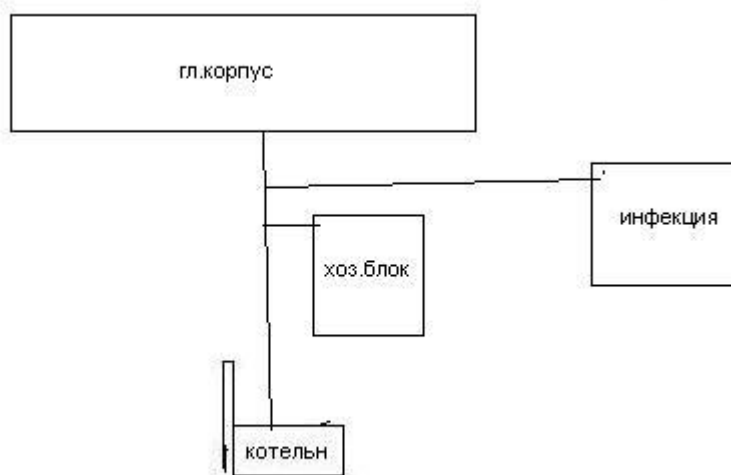 гл.корпус
инфекция
хоз.блок
котельн